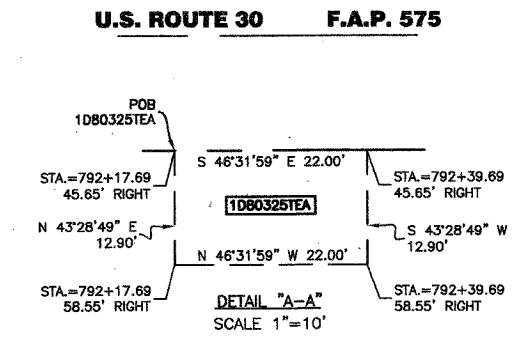 U.S. ROUTE 30 F.A.P. 575
POB
1D80325TEA
S 46°31'59" E 22.00'
STA.=792+17.69
45.65' RIGHT
STA.=792+39.69
45.65' RIGHT
1D80325TEA
N 43°28'49" E
12.90'
S 43°28'49" W
12.90'
N 46°31'59" W 22.00'
STA.=792+17.69
58.55' RIGHT
STA.=792+39.69
58.55' RIGHT
DETAIL "A-A"
SCALE 1"=10'